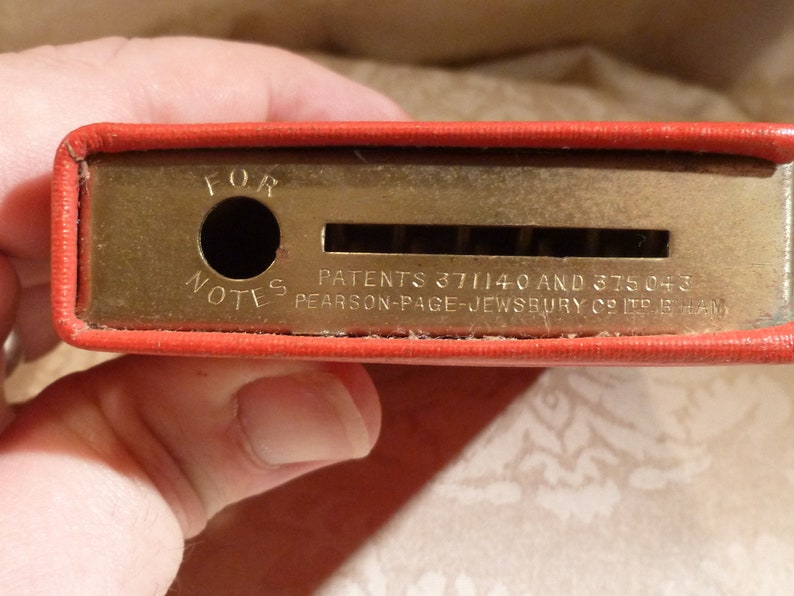 FOR
NOTES
PATENTS 371140 AND 375043
PEARSON-PAGE-JEWSBURY CO LTD. B'HAM